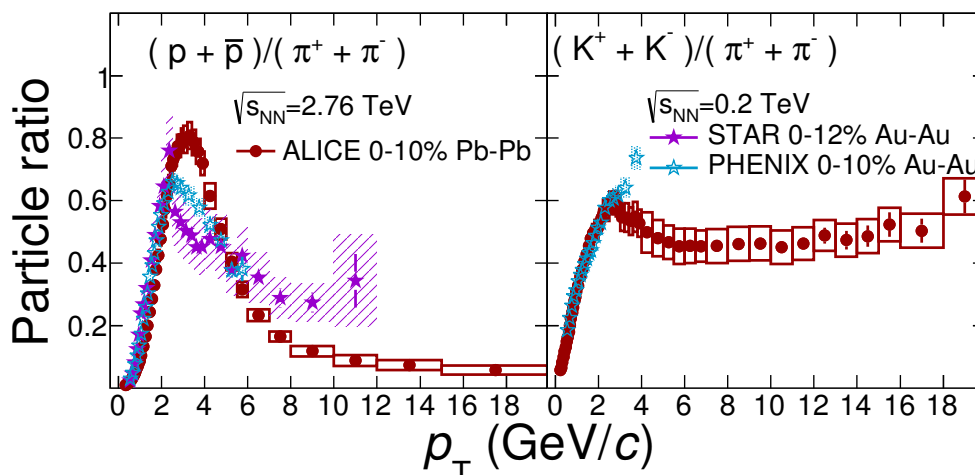 ( p + p̅ )/( π⁺ + π⁻ )
√sNN=2.76 TeV
ALICE 0-10% Pb-Pb
( K⁺ + K⁻ )/( π⁺ + π⁻ )
√sNN=0.2 TeV
STAR 0-12% Au-Au
PHENIX 0-10% Au-Au
Particle ratio
1
0.8
0.6
0.4
0.2
0 2 4 6 8 10 12 14 16 18
0 2 4 6 8 10 12 14 16 18
pT (GeV/c)